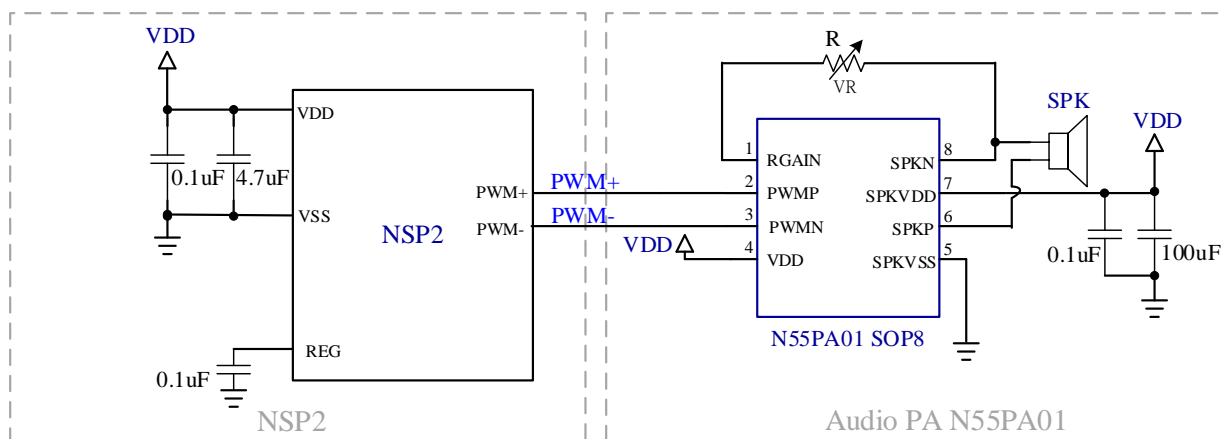 VDD
VDD
0.1uF
4.7uF
VSS
NSP2
PWM+
PWM-
REG
0.1uF
NSP2
PWM+
PWM-
R
VR
SPK
VDD
1
RGAIN
2
PWMP
3
PWMN
VDD
4
VDD
SPKN
8
SPKVDD
7
SPKP
6
SPKVSS
5
0.1uF
100uF
N55PA01 SOP8
Audio PA N55PA01